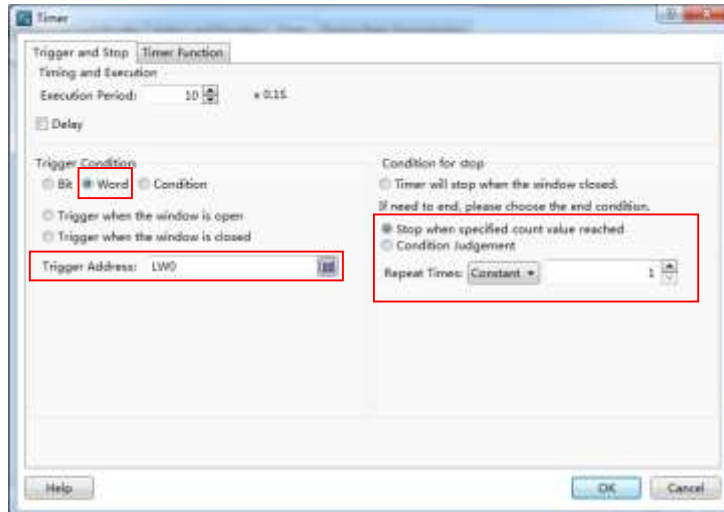 Timer
Trigger and Stop Timer Function
Timing and Execution
Execution Period: 10 x 0.1S
Delay
Trigger Condition
Bit Word Condition
Trigger when the window is open
Trigger when the window is closed
Trigger Address: LW0
Condition for stop
Timer will stop when the window closed.
If need to end, please choose the end condition.
Stop when specified count value reached
Condition Judgement
Repeat Times: Constant 1
Help OK Cancel